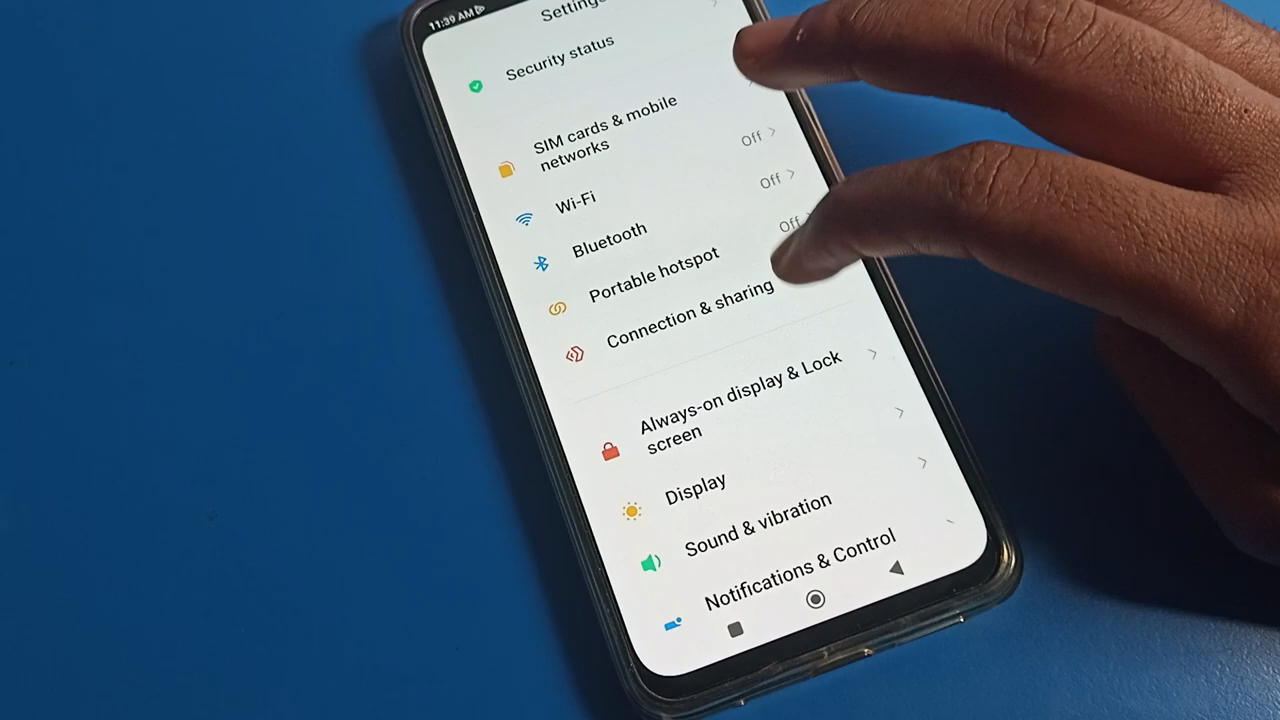 11:39 AM
Settings
Security status
SIM cards & mobile
networks
Wi-Fi
Off
Bluetooth
Off
Portable hotspot
Off
Connection & sharing
Always-on display & Lock
screen
Display
Sound & vibration
Notifications & Control